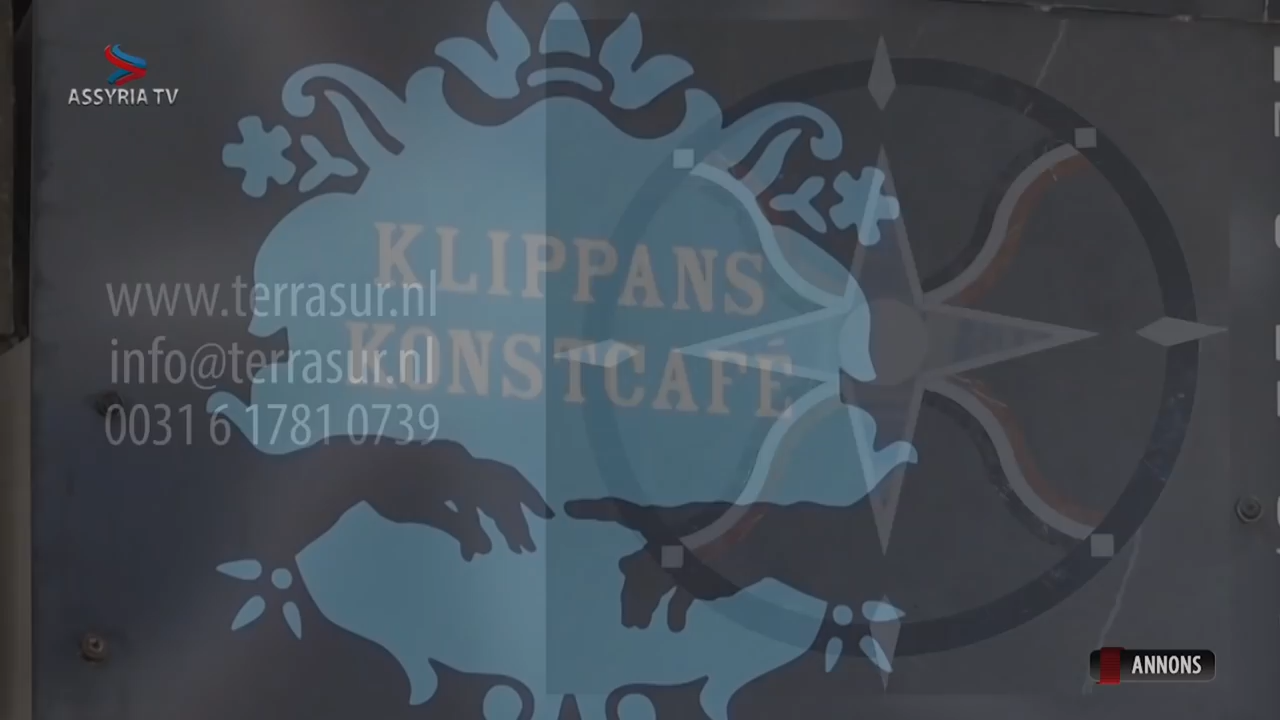 ASSYRIA TV
KLIPPANS
KONSTCAFÉ
www.terrasur.nl
info@terrasur.nl
0031 6 1781 0739
ANNONS